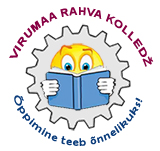 VIRUMAA RAHVA KOLLEDŽ
Õppimine teeb õnnelikuks!